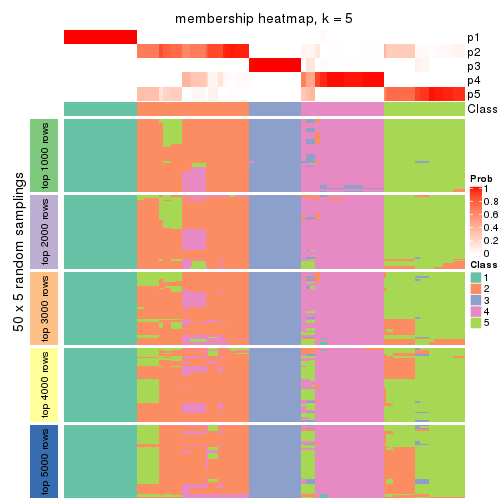 membership heatmap, k = 5
p1
p2
p3
p4
p5
Class
50 x 5 random samplings
top 1000 rows
top 2000 rows
top 3000 rows
top 4000 rows
top 5000 rows
Prob
1
0.8
0.6
0.4
0.2
0
Class
1
2
3
4
5